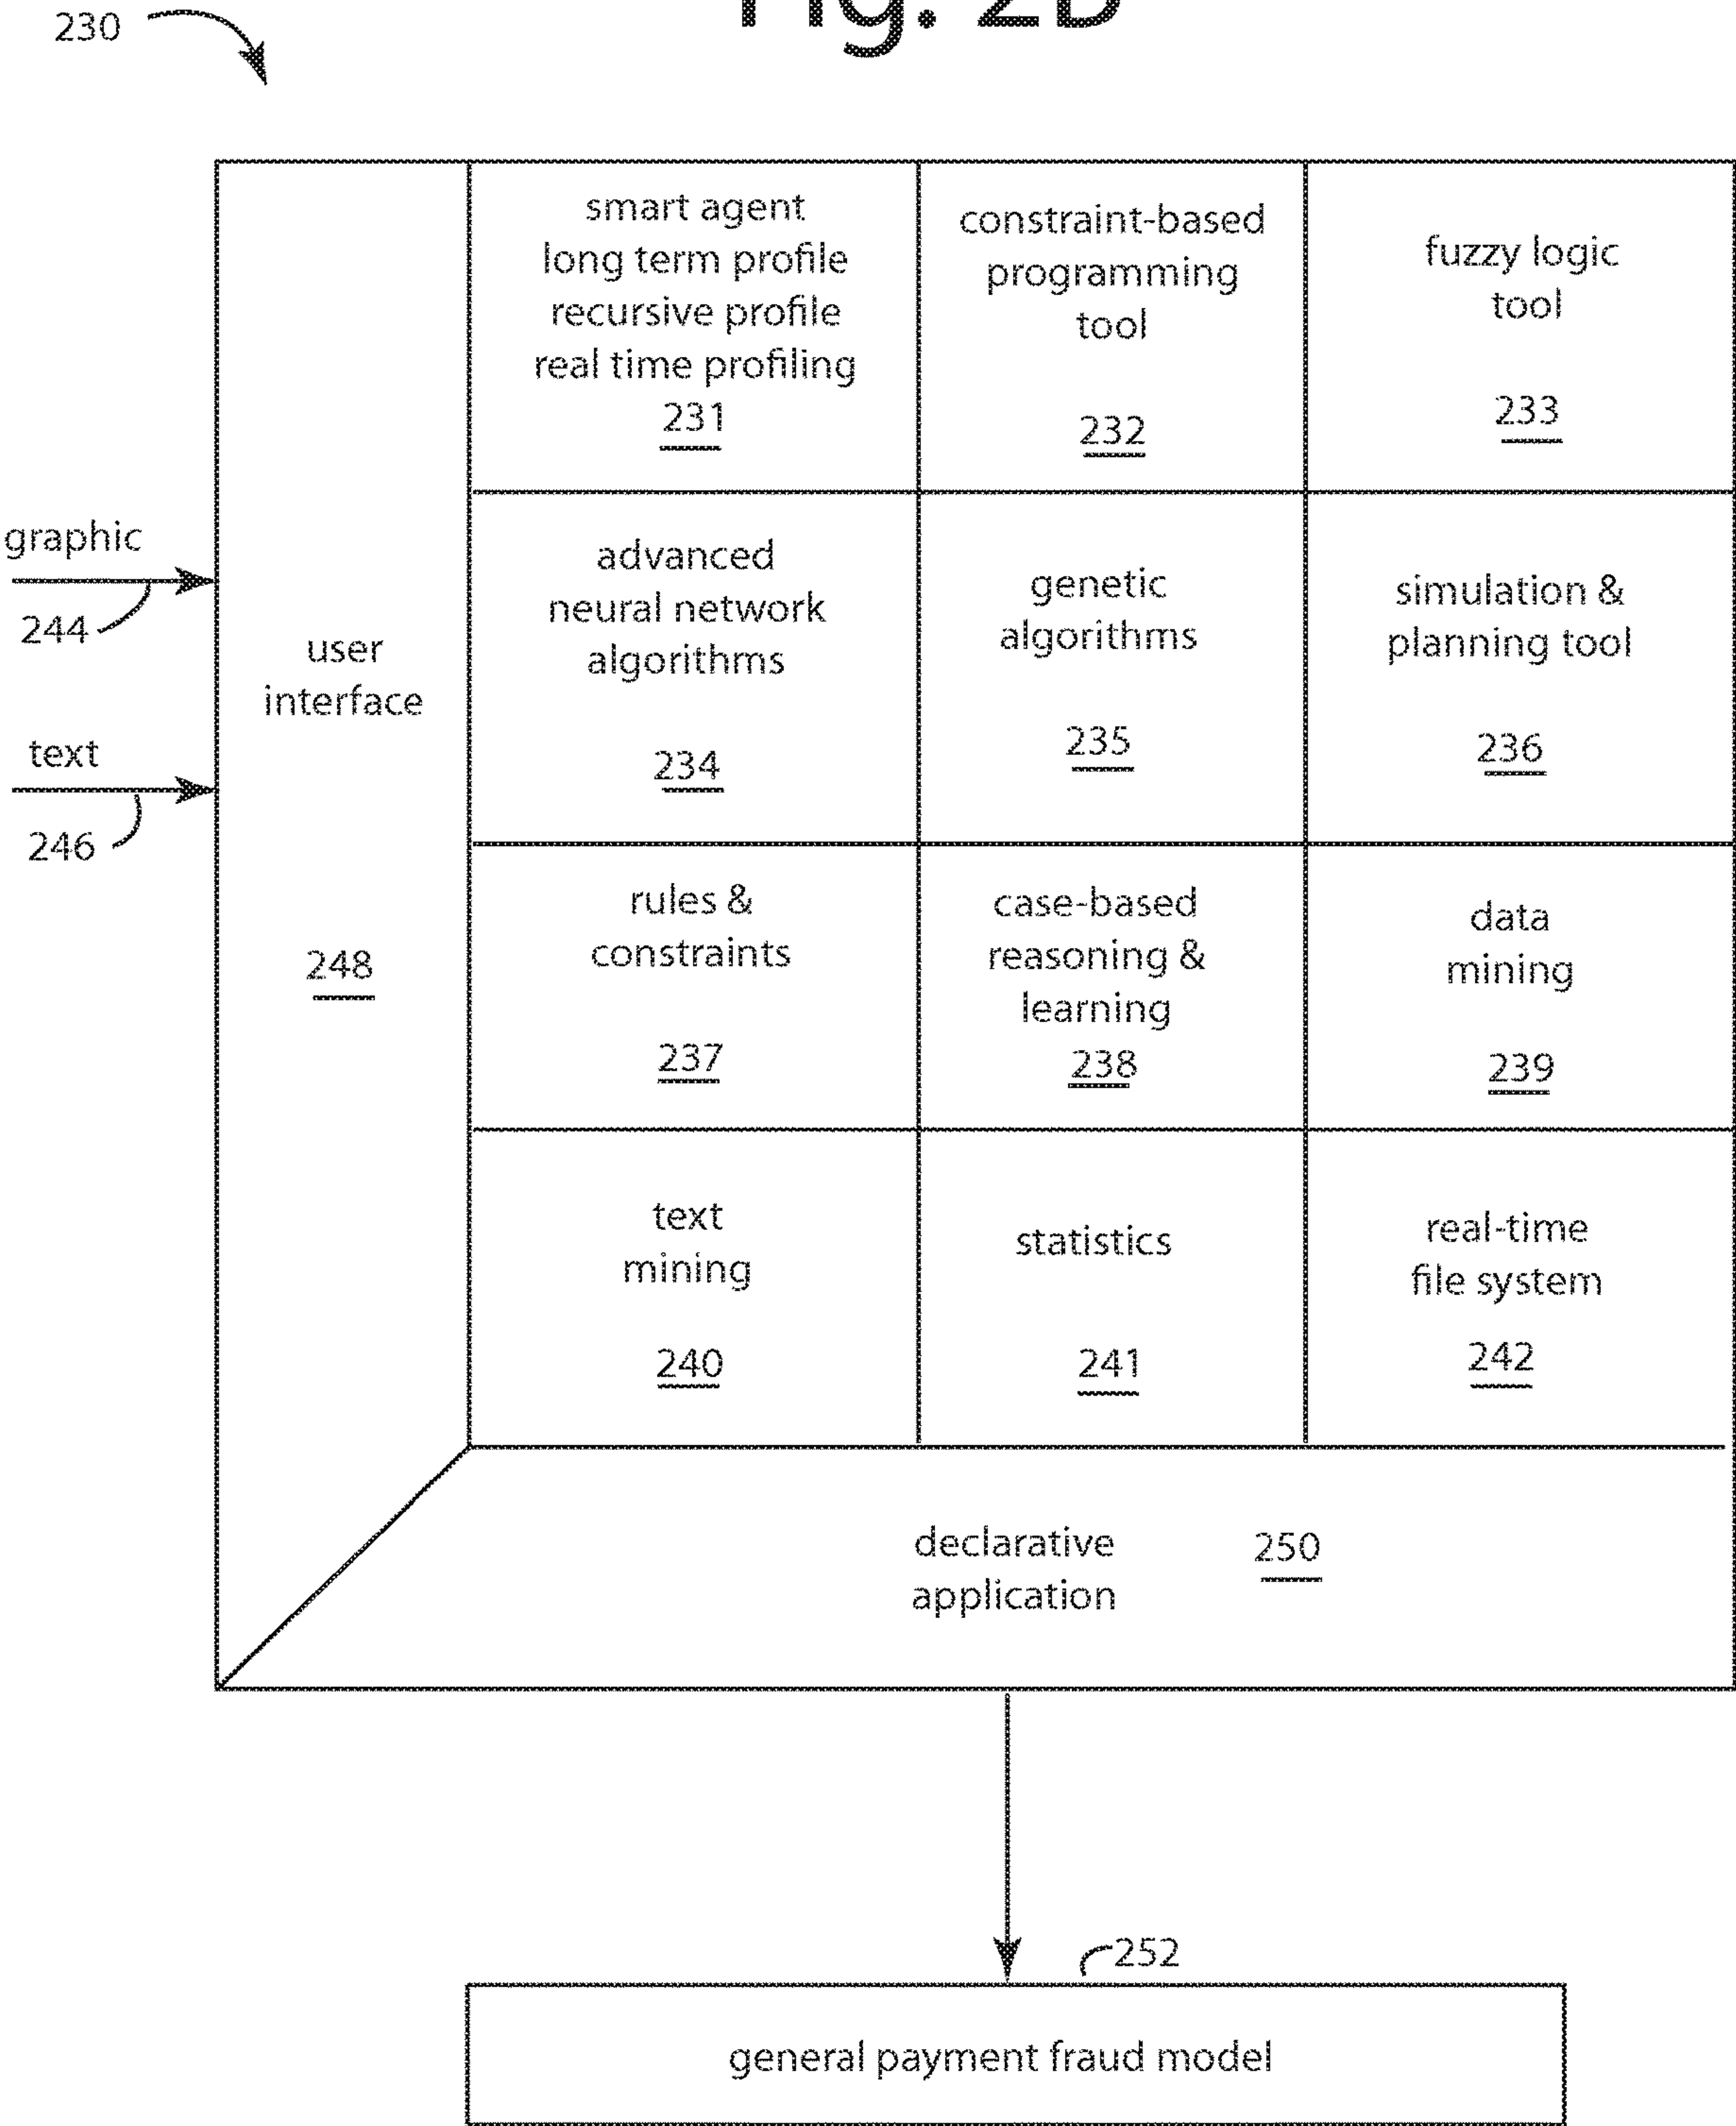 Fig. 2B
230
smart agent
long term profile
recursive profile
real time profiling
231
constraint-based
programming
tool
232
fuzzy logic
tool
233
graphic
244
text
246
user
interface
248
advanced
neural network
algorithms
234
genetic
algorithms
235
simulation &
planning tool
236
rules &
constraints
237
case-based
reasoning &
learning
238
data
mining
239
text
mining
240
statistics
241
real-time
file system
242
declarative
application
250
252
general payment fraud model